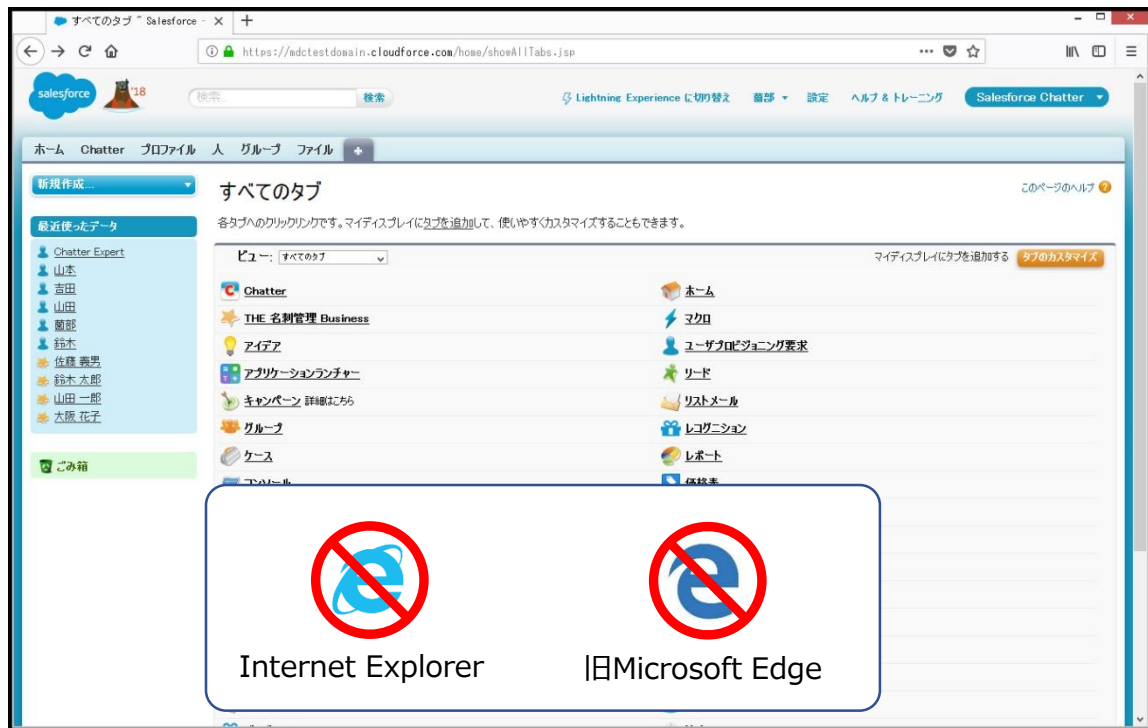 すべてのタブ ~ Salesforce -
https://mdctestdomain.cloudforce.com/home/showAllTabs.jsp
salesforce '18 検索... 検索 Lightning Experience に切り替え 薗部 設定 ヘルプ & トレーニング Salesforce Chatter
ホーム Chatter プロファイル 人 グループ ファイル +
新規作成...
すべてのタブ
このページのヘルプ
最近使ったデータ
各タブへのクリックリンクです。マイディスプレイにタブを追加して、使いやすくカスタマイズすることもできます。
Chatter Expert
山本
吉田
山田
薗部
鈴木
佐藤 義男
鈴木 太郎
山田 一郎
大阪 花子
ごみ箱
ビュー: すべてのタブ マイディスプレイにタブを追加する タブのカスタマイズ
Chatter ホーム
THE 名刺管理 Business マクロ
アイデア ユーザプロビジョニング要求
アプリケーションランチャー リード
キャンペーン 詳細はこちら リストメール
グループ レコグニション
ケース レポート
コンソール 価格表
Internet Explorer 旧Microsoft Edge